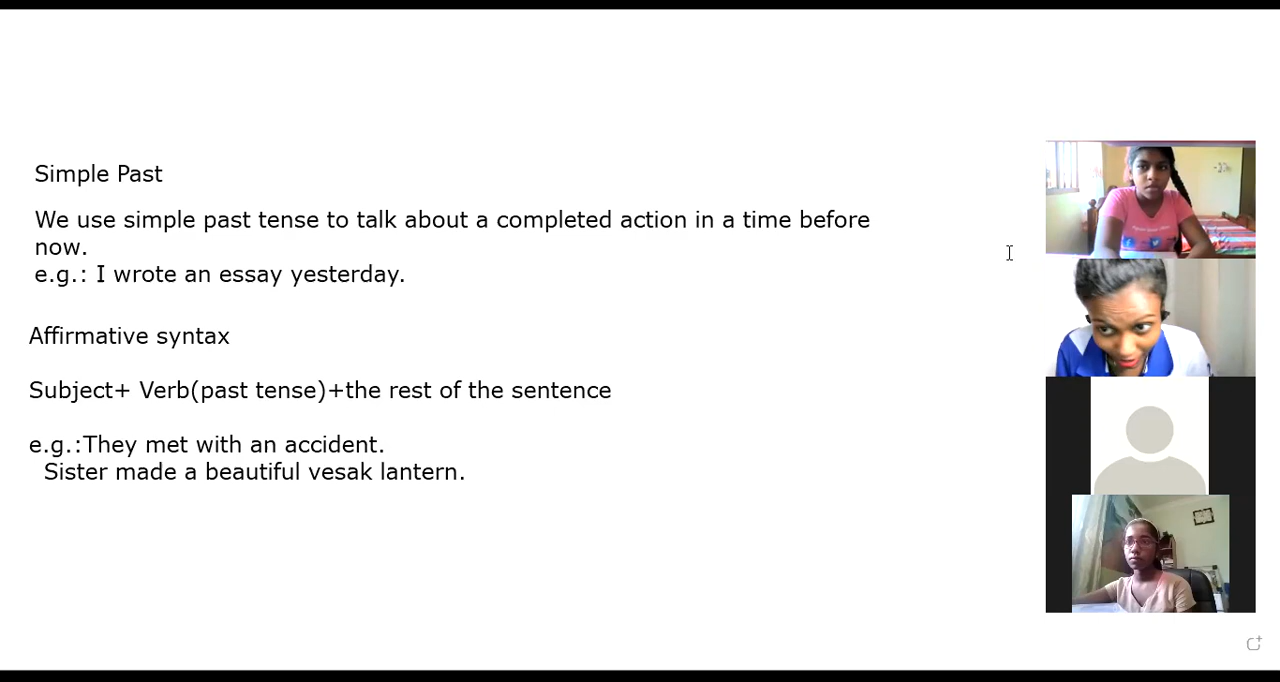 Simple Past
We use simple past tense to talk about a completed action in a time before
now.
e.g.: I wrote an essay yesterday.
Affirmative syntax
Subject+ Verb(past tense)+the rest of the sentence
e.g.:They met with an accident.
Sister made a beautiful vesak lantern.